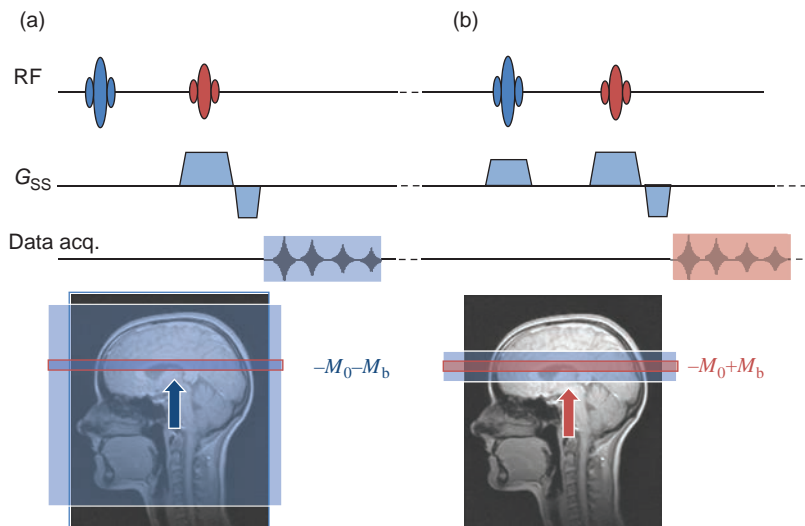 (a) (b)
RF
GSS
Data acq.
–M0–Mb –M0+Mb